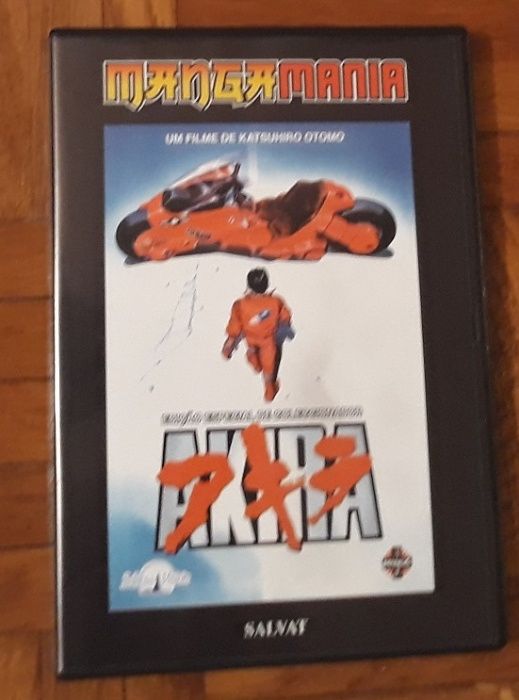 MANGAMANIA
UM FILME DE KATSUHIRO OTOMO
EDIÇÃO ESPECIAL DE COLECCIONADOR
AKIRA
アキラ
SALVAT